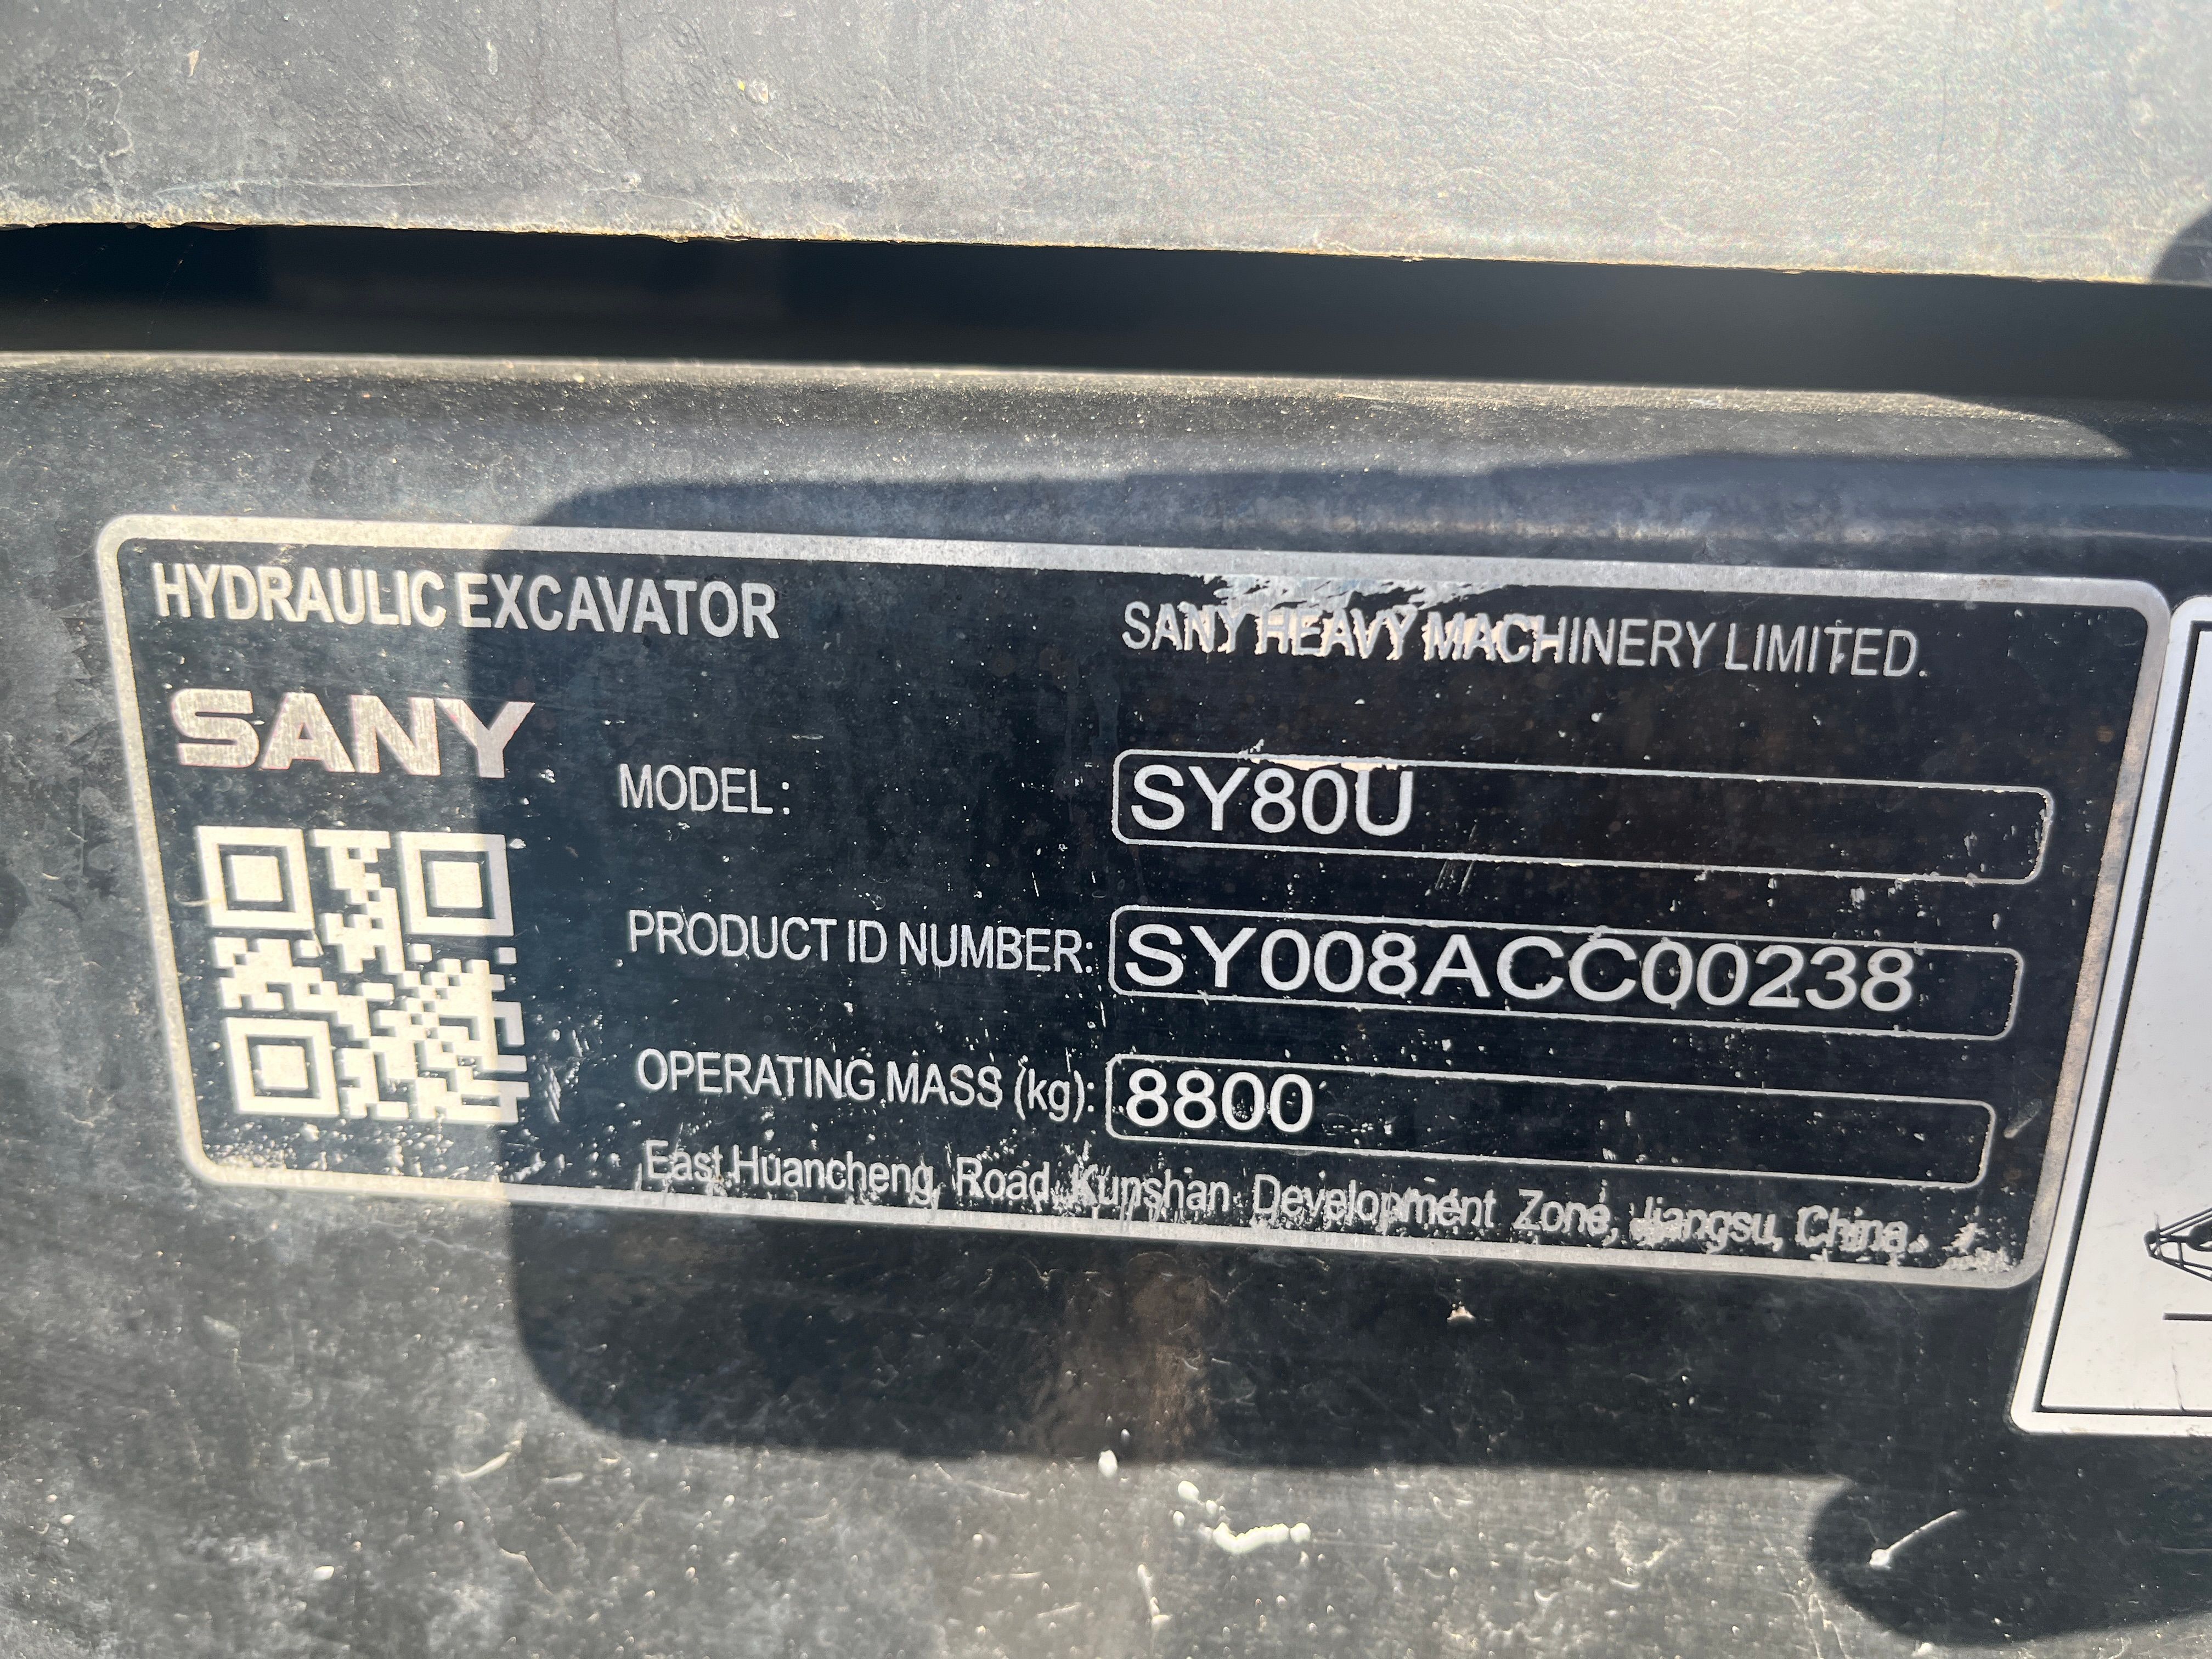 HYDRAULIC EXCAVATOR
SANY HEAVY MACHINERY LIMITED.
SANY
MODEL: SY80U
PRODUCT ID NUMBER: SY008ACC00238
OPERATING MASS (kg): 8800
East Huancheng Road Kunshan Development Zone, Jiangsu, China